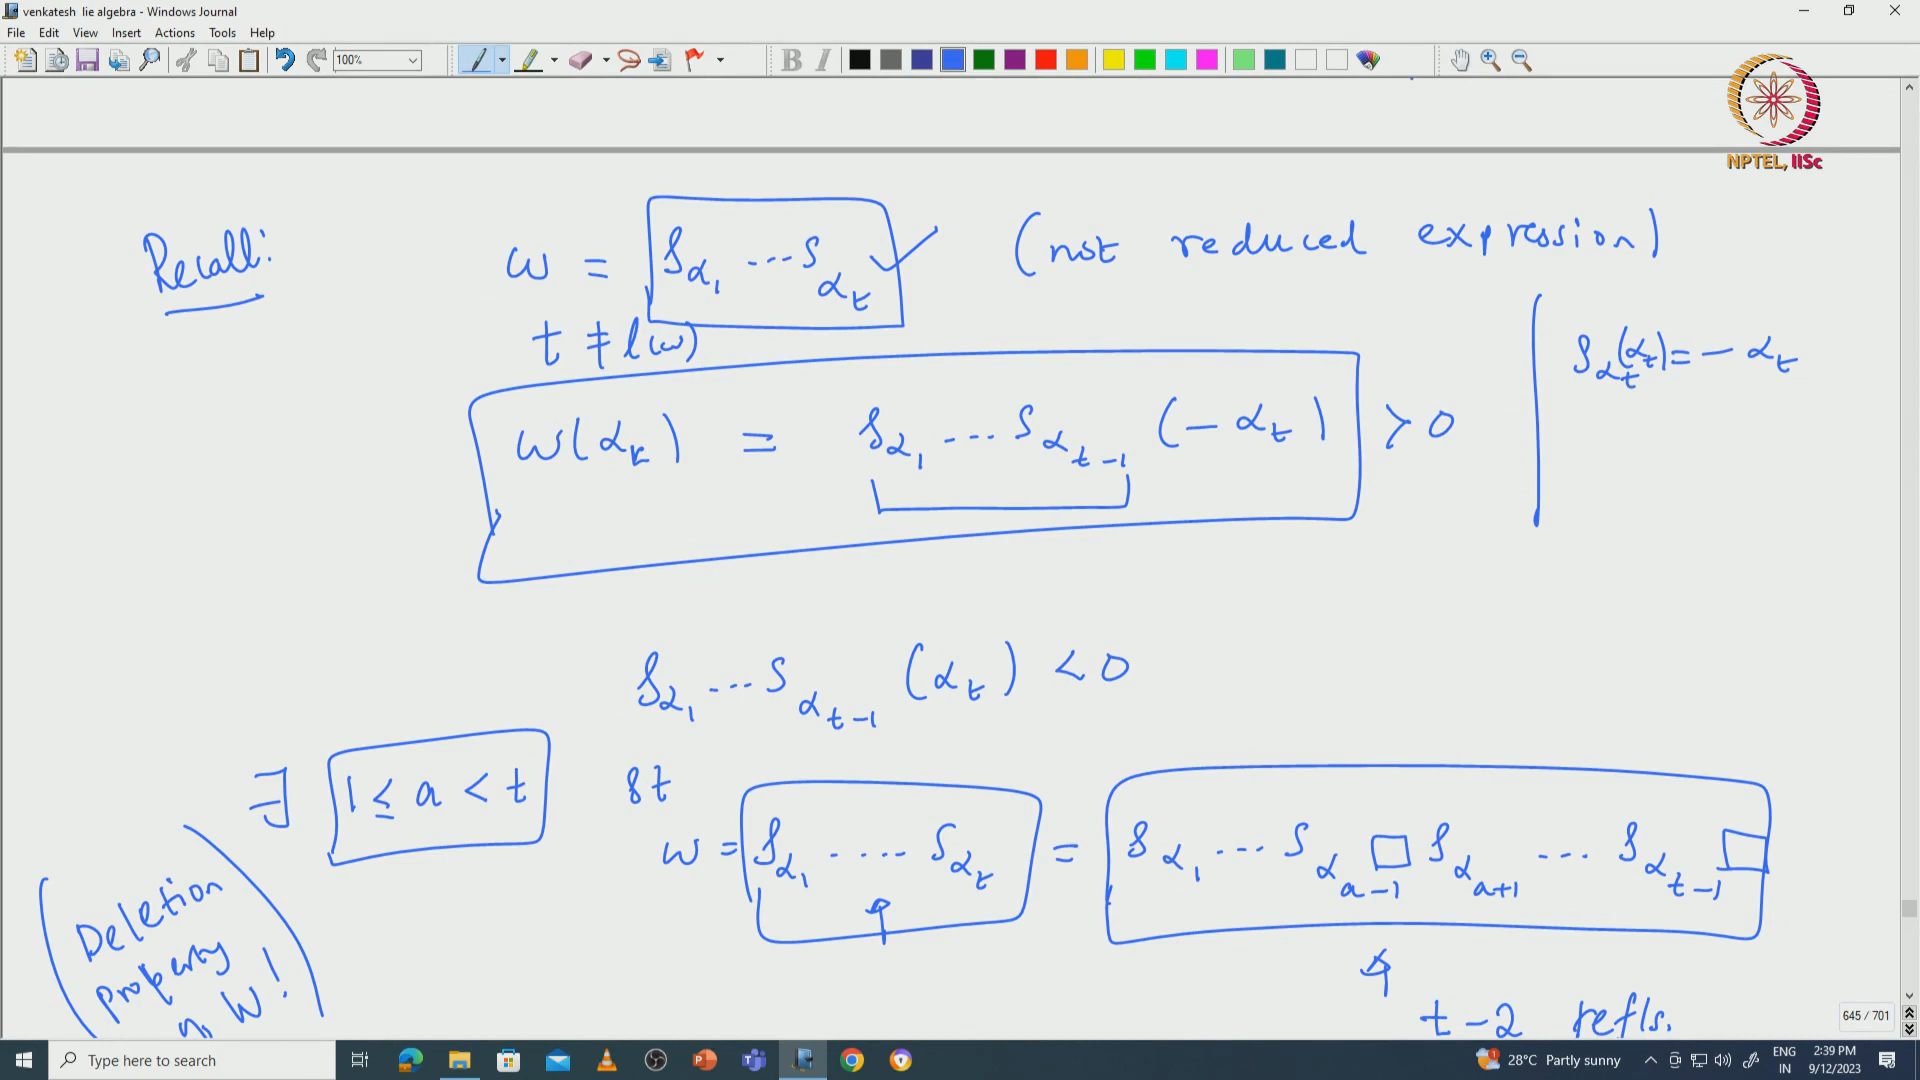 venkatesh lie algebra - Windows Journal
File Edit View Insert Actions Tools Help
100%
B I
NPTEL, IISc
Recall: w = s_{α_1} ... s_{α_t} ✓ (not reduced expression)
t ≠ l(w)
s_{α_t}(α_t) = - α_t
w(α_t) = s_{α_1} ... s_{α_{t-1}} (- α_t) > 0
s_{α_1} ... s_{α_{t-1}} (α_t) < 0
∃ 1 ≤ a < t st
w = s_{α_1} ..... s_{α_t} = s_{α_1} ... s_{α_{a-1}} □ s_{α_{a+1}} ... s_{α_{t-1}} □
(Deletion
property
in W!)
t-2 refls.
645 / 701
Type here to search
28°C Partly sunny
ENG
IN
2:39 PM
9/12/2023